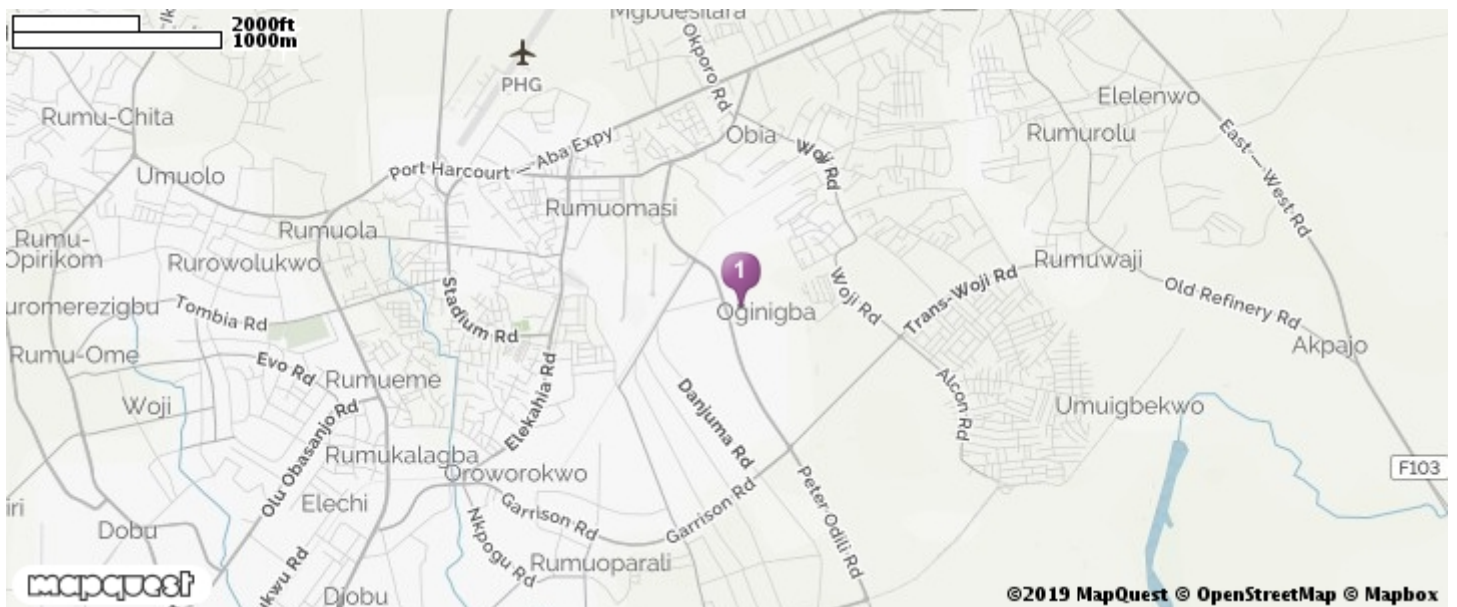 2000ft
1000m
Mgbuesilara
Okporo Rd
PHG
Elelenwo
Rumu-Chita
Rumurolu
Obia
Woji Rd
East — West Rd
Port Harcourt — Aba Expy
Umuolo
Rumuomasi
Rumuola
Rumu-
Opirikom
Rurowolukwo
Rumuwaji
1
Stadium Rd
Woji Rd
Trans-Woji Rd
Old Refinery Rd
uromerezigbu
Tombia Rd
Oginigba
Akpajo
Rumu-Ome
Evo Rd
Rumueme
Elekahia Rd
Danjuma Rd
Alcon Rd
Woji
Umuigbekwo
Olu Obasanjo Rd
Rumukalagba
Oroworokwo
F103
Elechi
Garrison Rd
Garrison Rd
Peter Odili Rd
iri
Dobu
Nkpogu Rd
Rumuoparali
kwu Rd
Djobu
mapquest
©2019 MapQuest © OpenStreetMap © Mapbox